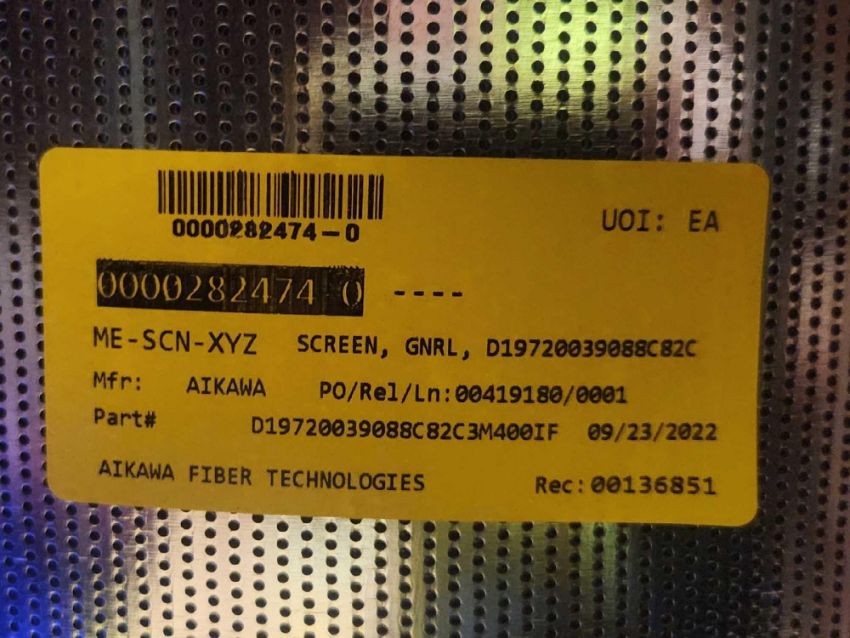 0000282474-0
UOI: EA
0000282474 0 ----
ME-SCN-XYZ SCREEN, GNRL, D19720039088C82C
Mfr: AIKAWA PO/Rel/Ln:00419180/0001
Part# D19720039088C82C3M400IF 09/23/2022
AIKAWA FIBER TECHNOLOGIES Rec:00136851